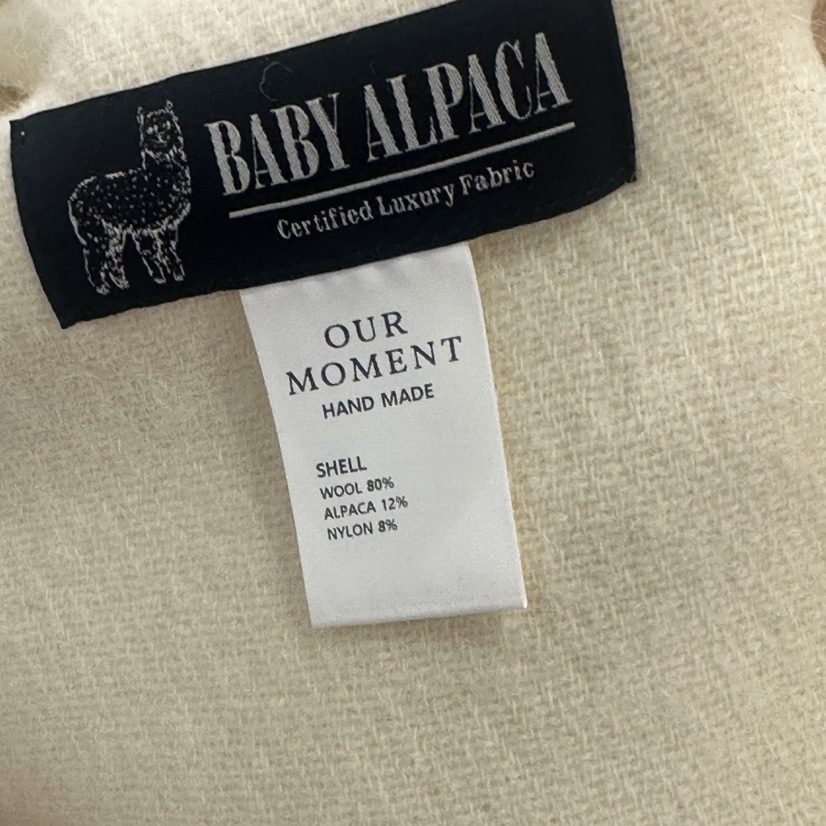 BABY ALPACA
Certified Luxury Fabric
OUR
MOMENT
HAND MADE
SHELL
WOOL 80%
ALPACA 12%
NYLON 8%